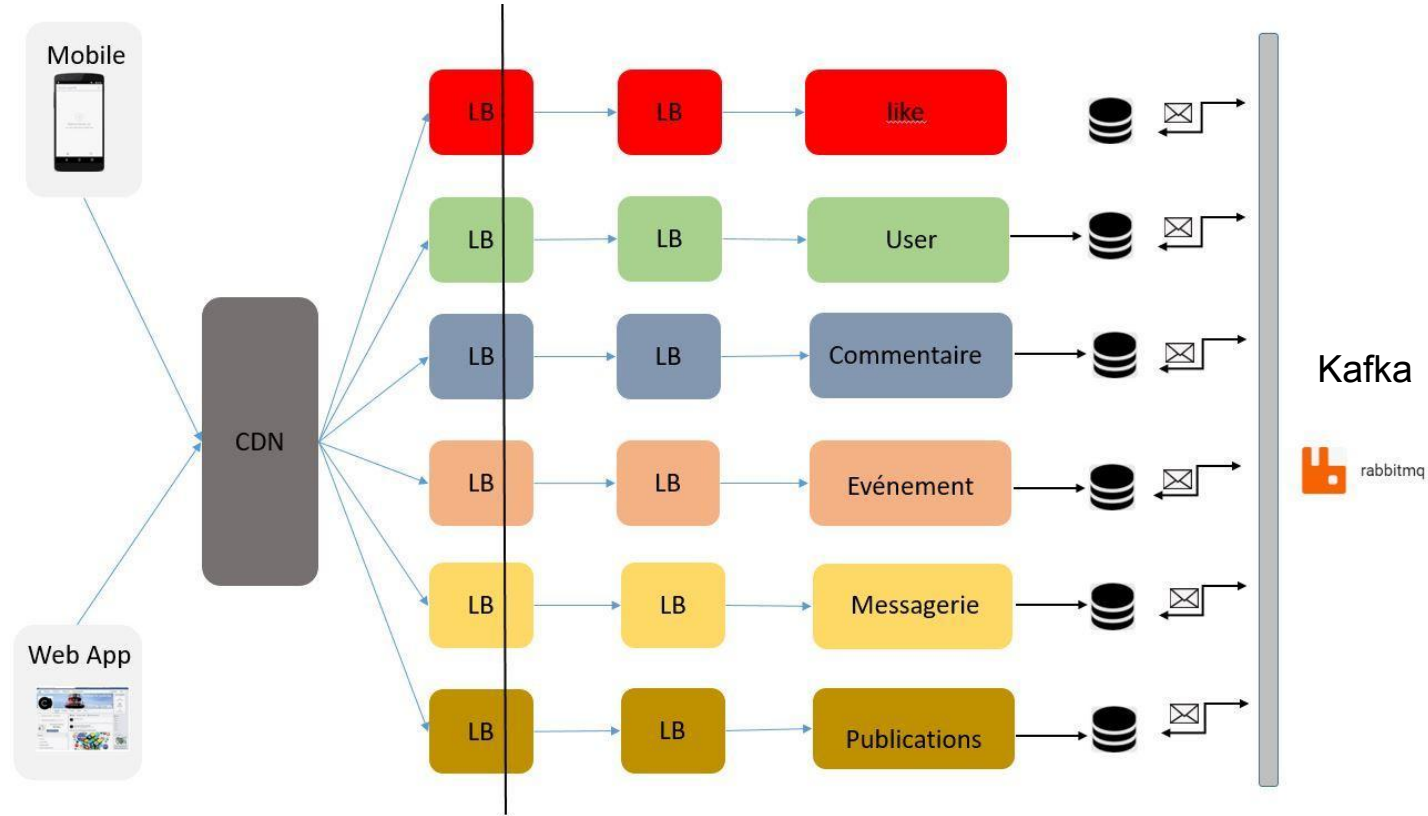 Mobile
LB
LB
like
LB
LB
User
LB
LB
Commentaire
Kafka
CDN
LB
LB
Evénement
rabbitmq
LB
LB
Messagerie
Web App
LB
LB
Publications